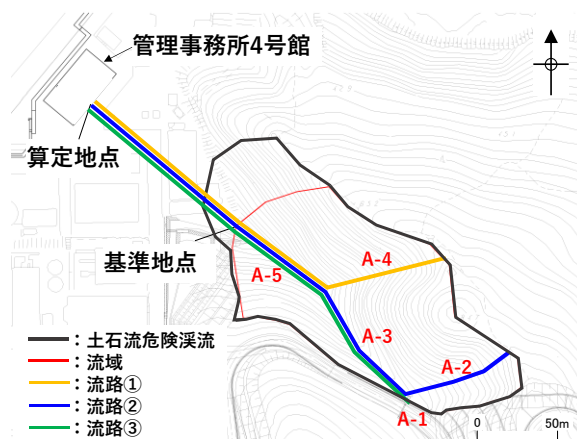 管理事務所4号館
算定地点
基準地点
A-4
A-5
A-3
A-2
A-1
：土石流危険渓流
：流域
：流路①
：流路②
：流路③
0 50m